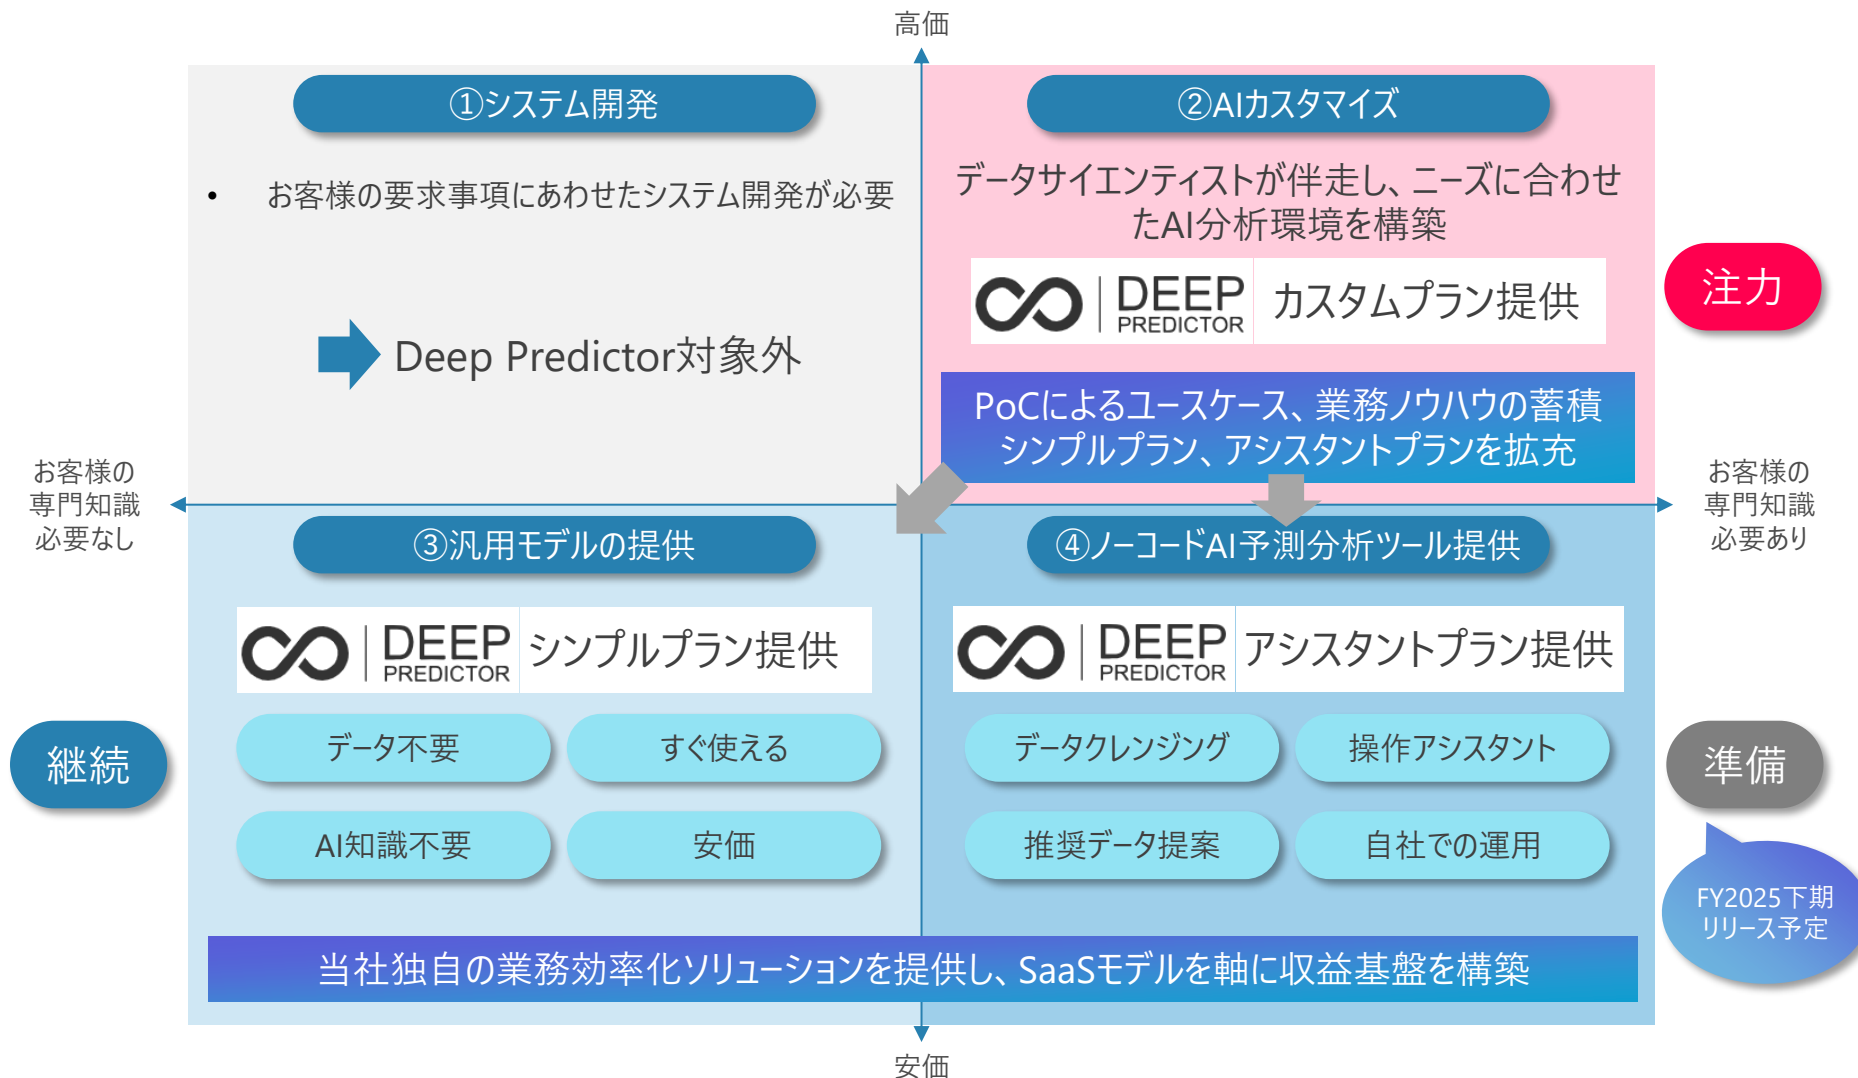 高価
①システム開発
②AIカスタマイズ
• お客様の要求事項にあわせたシステム開発が必要
データサイエンティストが伴走し、ニーズに合わせ
たAI分析環境を構築
DEEP
PREDICTOR
カスタムプラン提供
注力
Deep Predictor対象外
PoCによるユースケース、業務ノウハウの蓄積
シンプルプラン、アシスタントプランを拡充
お客様の
専門知識
必要なし
お客様の
専門知識
必要あり
③汎用モデルの提供
④ノーコードAI予測分析ツール提供
DEEP
PREDICTOR
シンプルプラン提供
DEEP
PREDICTOR
アシスタントプラン提供
継続
データ不要
すぐ使える
AI知識不要
安価
データクレンジング
操作アシスタント
推奨データ提案
自社での運用
準備
FY2025下期
リリース予定
当社独自の業務効率化ソリューションを提供し、SaaSモデルを軸に収益基盤を構築
安価